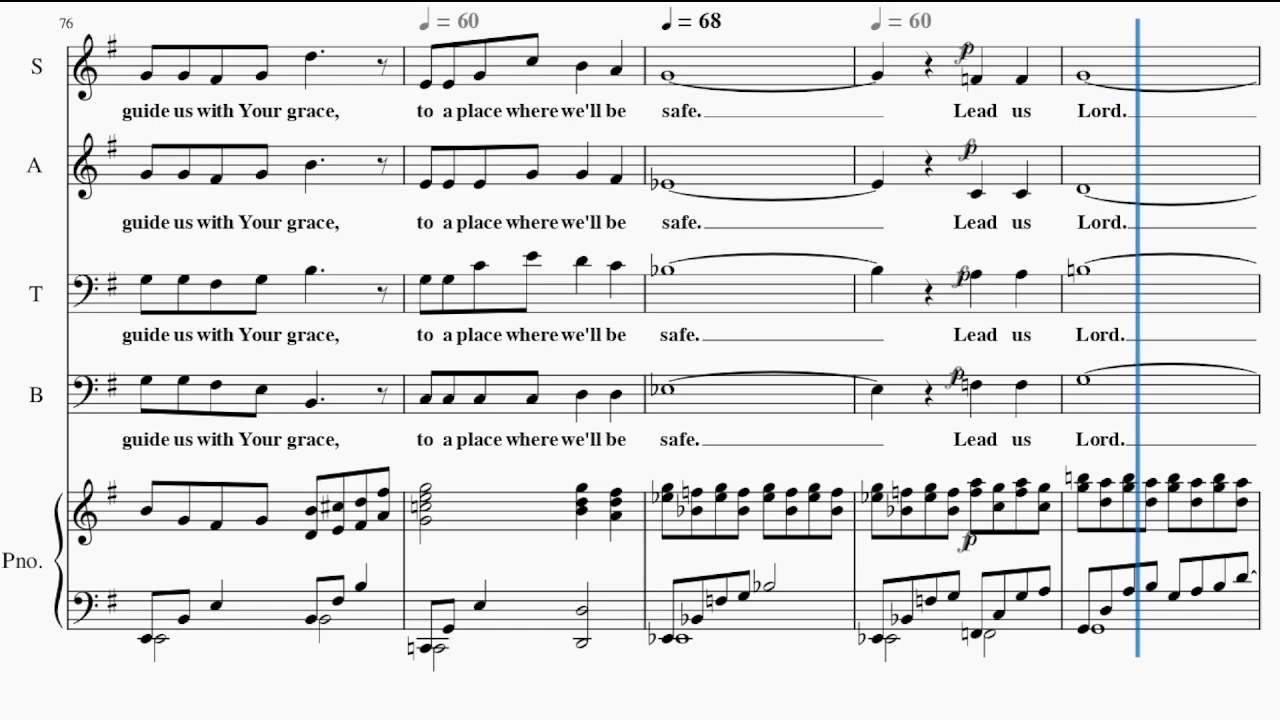 76 ♩ = 60 ♩ = 68 ♩ = 60
S p
guide us with Your grace, to a place where we'll be safe. Lead us Lord.
A p
guide us with Your grace, to a place where we'll be safe. Lead us Lord.
T p
guide us with Your grace, to a place where we'll be safe. Lead us Lord.
B p
guide us with Your grace, to a place where we'll be safe. Lead us Lord.
Pno. p